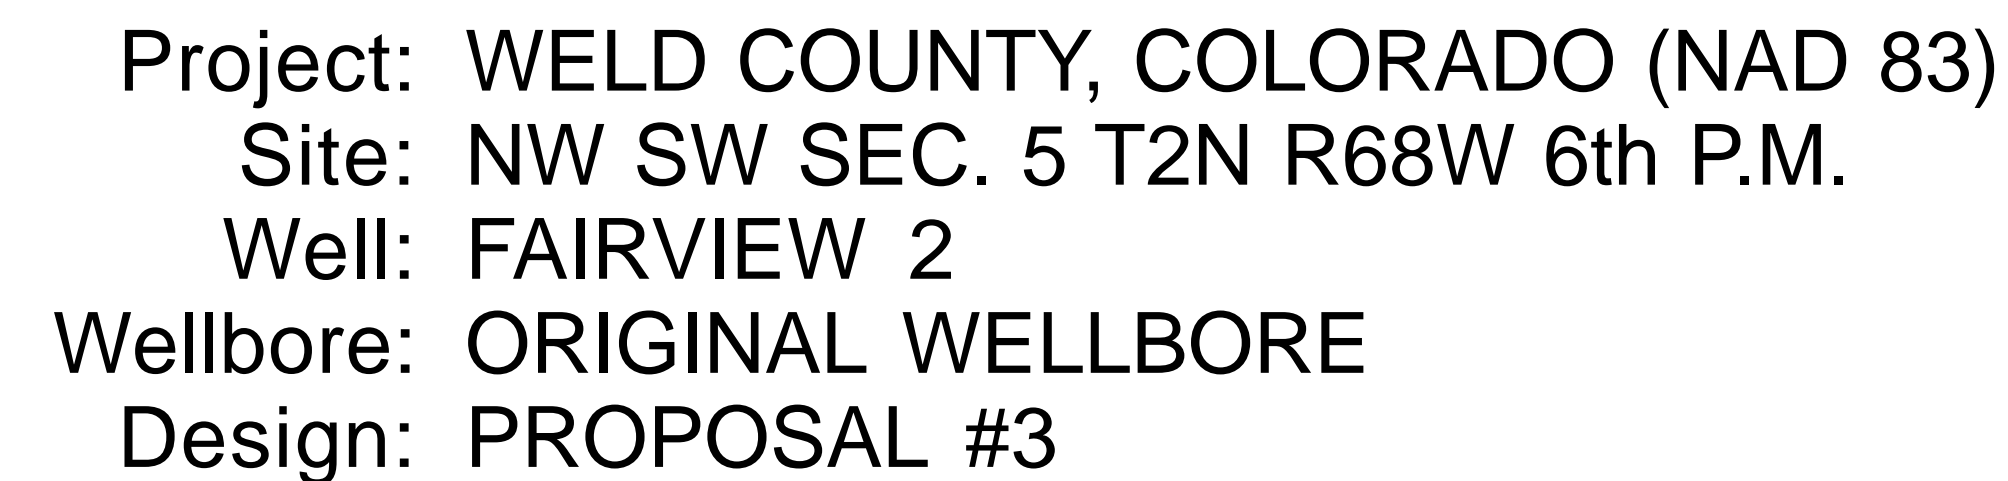 Project: WELD COUNTY, COLORADO (NAD 83)
Site: NW SW SEC. 5 T2N R68W 6th P.M.
Well: FAIRVIEW 2
Wellbore: ORIGINAL WELLBORE
Design: PROPOSAL #3